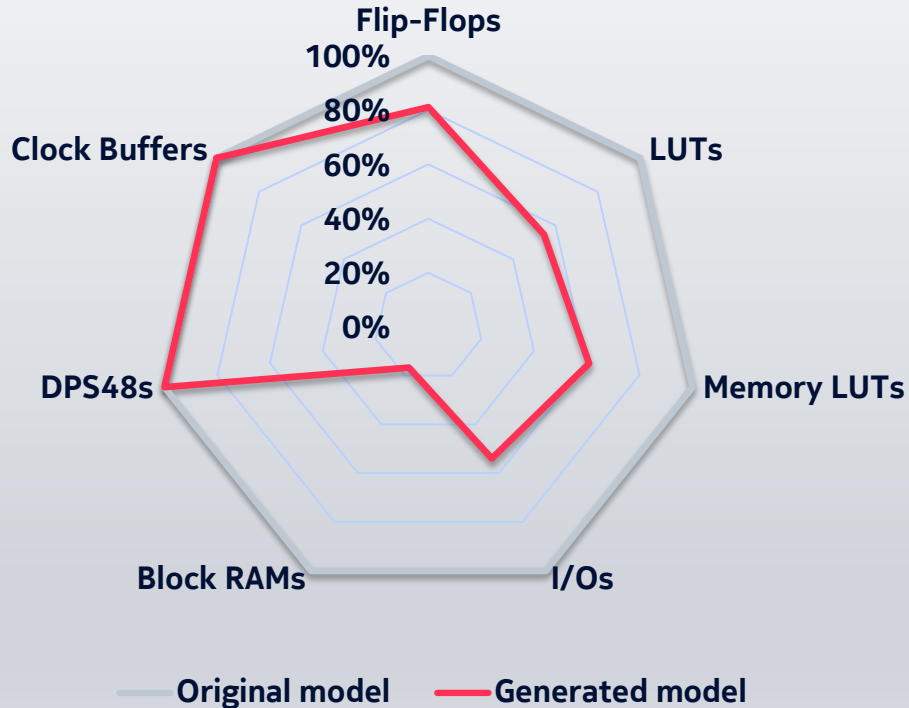 Flip-Flops
100%
80%
Clock Buffers
LUTs
60%
40%
20%
0%
DPS48s
Memory LUTs
Block RAMs
I/Os
Original model
Generated model